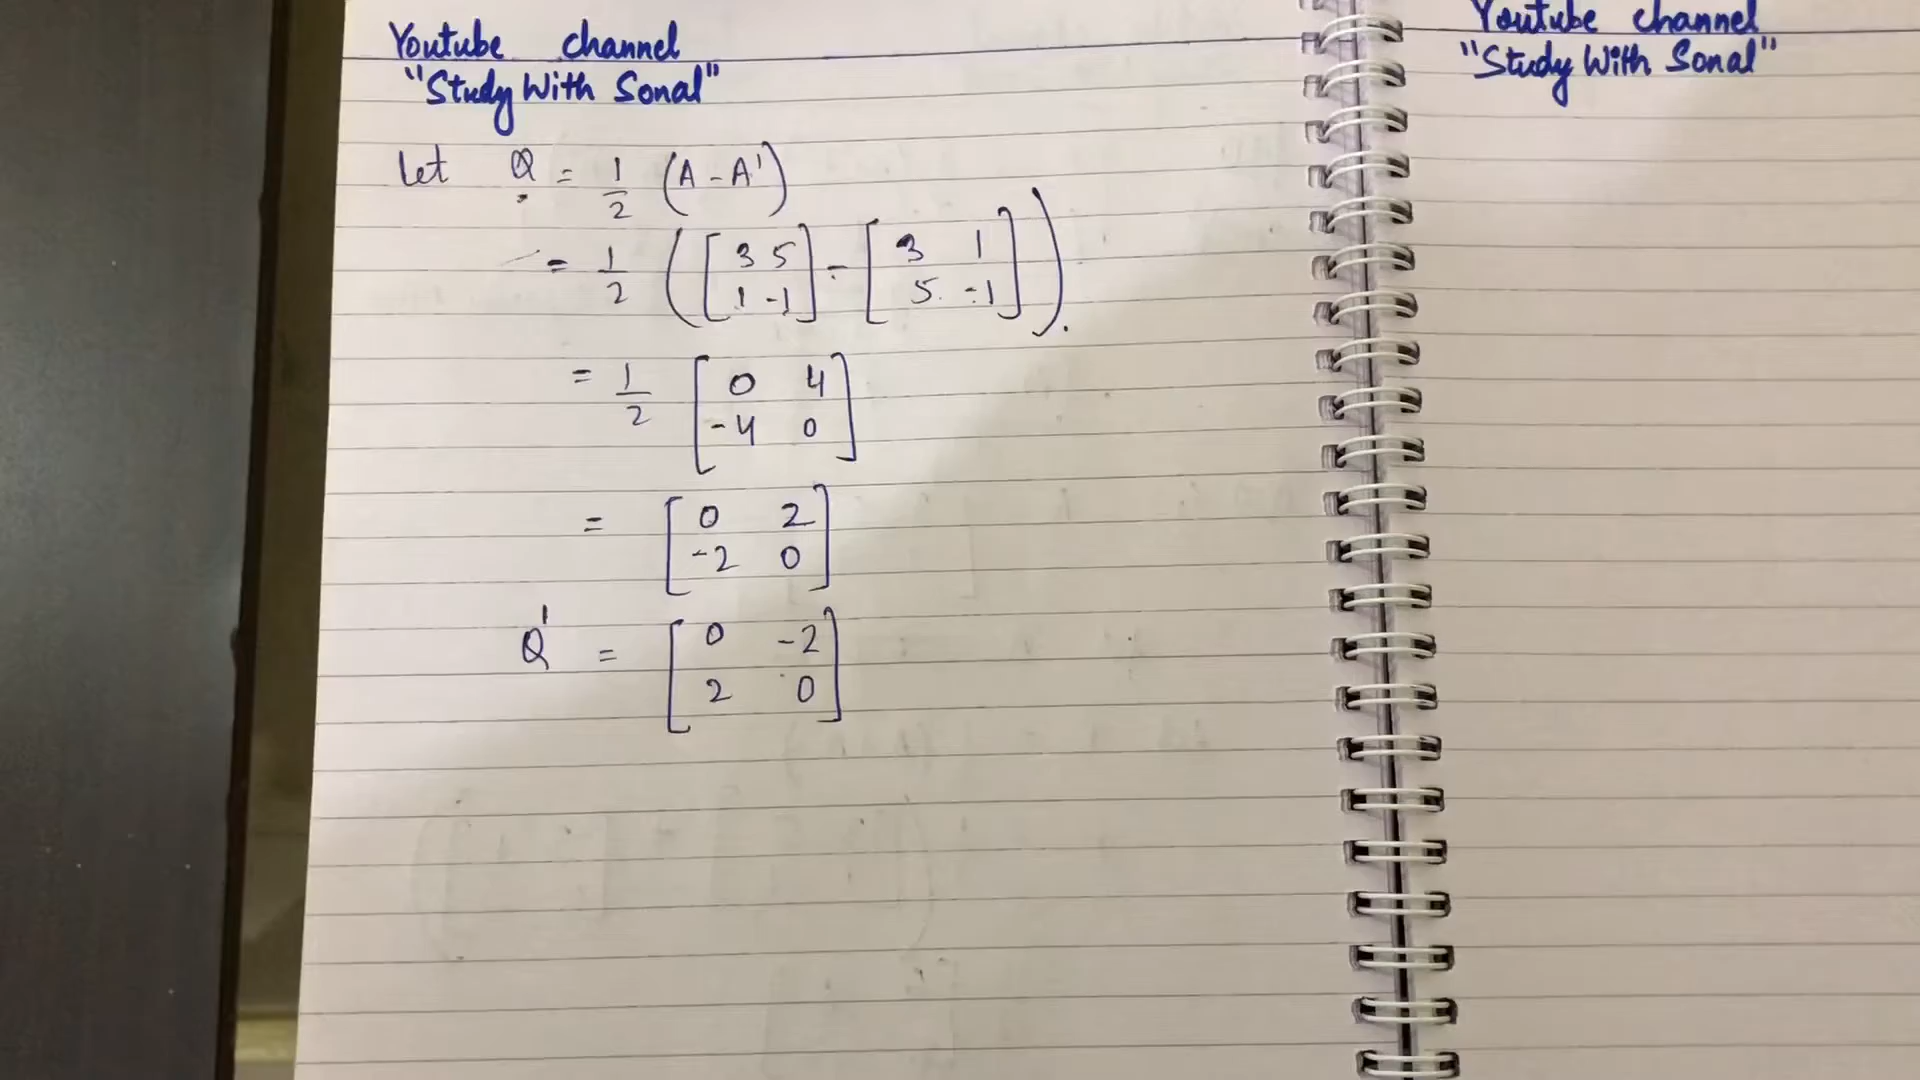 Youtube channel
"Study With Sonal"
Let Q = 1/2 (A - A')
= 1/2 ([3 5
1 -1] - [3 1
5 -1]).
= 1/2 [0 4
-4 0]
= [0 2
-2 0]
Q' = [0 -2
2 0]
Youtube channel
"Study With Sonal"